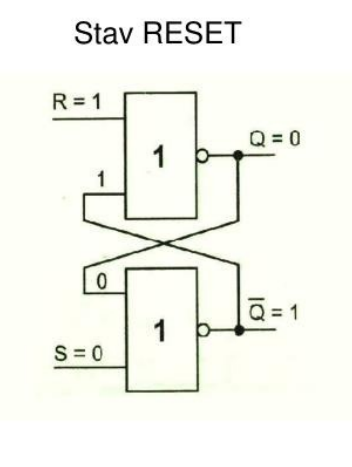 Stav RESET
R = 1
1
1
Q = 0
0
1
Q̅ = 1
S = 0